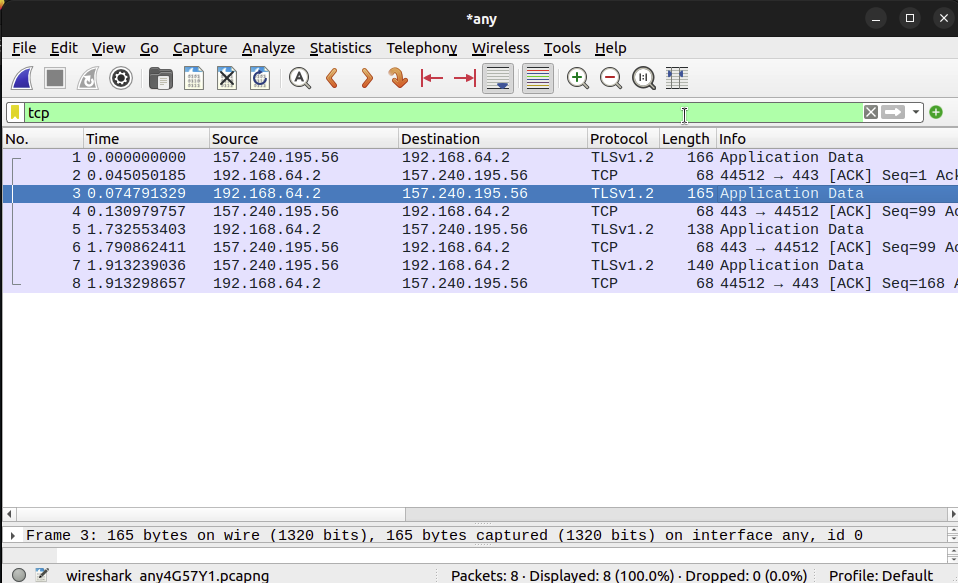 *any
File Edit View Go Capture Analyze Statistics Telephony Wireless Tools Help
tcp
No. Time Source Destination Protocol Length Info
1 0.000000000 157.240.195.56 192.168.64.2 TLSv1.2 166 Application Data
2 0.045050185 192.168.64.2 157.240.195.56 TCP 68 44512 → 443 [ACK] Seq=1 Ack
3 0.074791329 192.168.64.2 157.240.195.56 TLSv1.2 165 Application Data
4 0.130979757 157.240.195.56 192.168.64.2 TCP 68 443 → 44512 [ACK] Seq=99 Ac
5 1.732553403 192.168.64.2 157.240.195.56 TLSv1.2 138 Application Data
6 1.790862411 157.240.195.56 192.168.64.2 TCP 68 443 → 44512 [ACK] Seq=99 Ac
7 1.913239036 157.240.195.56 192.168.64.2 TLSv1.2 140 Application Data
8 1.913298657 192.168.64.2 157.240.195.56 TCP 68 44512 → 443 [ACK] Seq=168 A
Frame 3: 165 bytes on wire (1320 bits), 165 bytes captured (1320 bits) on interface any, id 0
wireshark_any4G57Y1.pcapng Packets: 8 · Displayed: 8 (100.0%) · Dropped: 0 (0.0%) Profile: Default